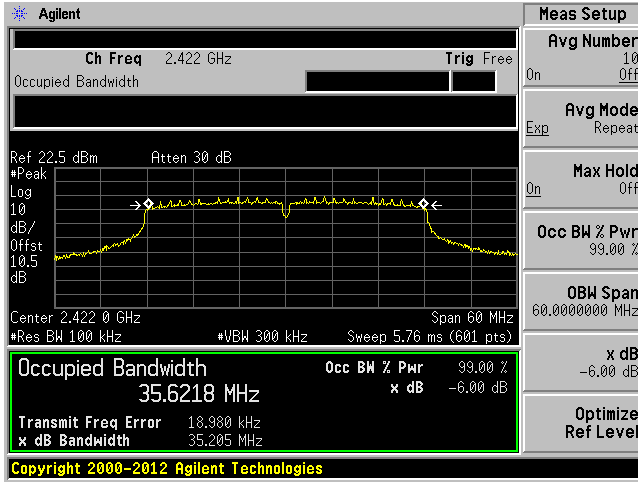 Agilent
Meas Setup
Ch Freq 2.422 GHz Trig Free
Occupied Bandwidth
Ref 22.5 dBm Atten 30 dB
#Peak
Log
10
dB/
Offst
10.5
dB
Center 2.422 0 GHz Span 60 MHz
#Res BW 100 kHz #VBW 300 kHz Sweep 5.76 ms (601 pts)
Occupied Bandwidth
35.6218 MHz
Occ BW % Pwr 99.00 %
x dB -6.00 dB
Transmit Freq Error 18.980 kHz
x dB Bandwidth 35.205 MHz
Copyright 2000-2012 Agilent Technologies
Avg Number
10
On Off
Avg Mode
Exp Repeat
Max Hold
On Off
Occ BW % Pwr
99.00 %
OBW Span
60.0000000 MHz
x dB
-6.00 dB
Optimize
Ref Level